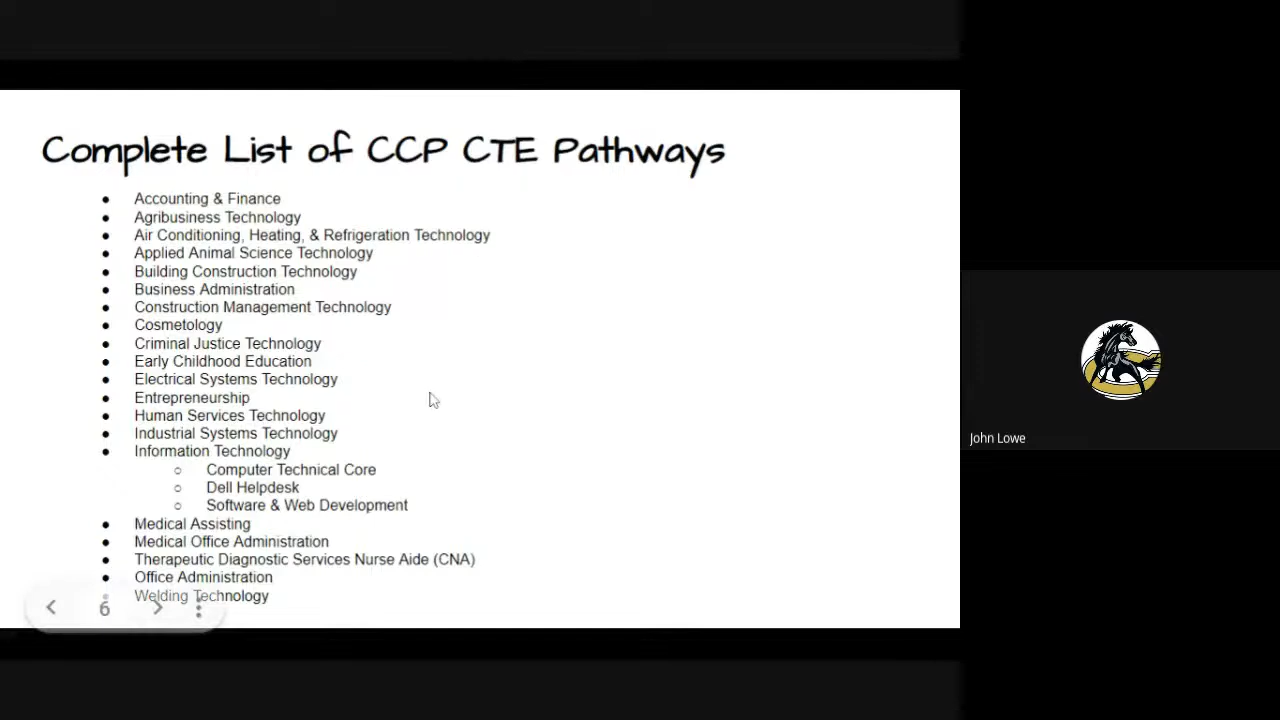 Complete List of CCP CTE Pathways
● Accounting & Finance
● Agribusiness Technology
● Air Conditioning, Heating, & Refrigeration Technology
● Applied Animal Science Technology
● Building Construction Technology
● Business Administration
● Construction Management Technology
● Cosmetology
● Criminal Justice Technology
● Early Childhood Education
● Electrical Systems Technology
● Entrepreneurship
● Human Services Technology
● Industrial Systems Technology
● Information Technology
○ Computer Technical Core
○ Dell Helpdesk
○ Software & Web Development
● Medical Assisting
● Medical Office Administration
● Therapeutic Diagnostic Services Nurse Aide (CNA)
● Office Administration
● Welding Technology
6
John Lowe